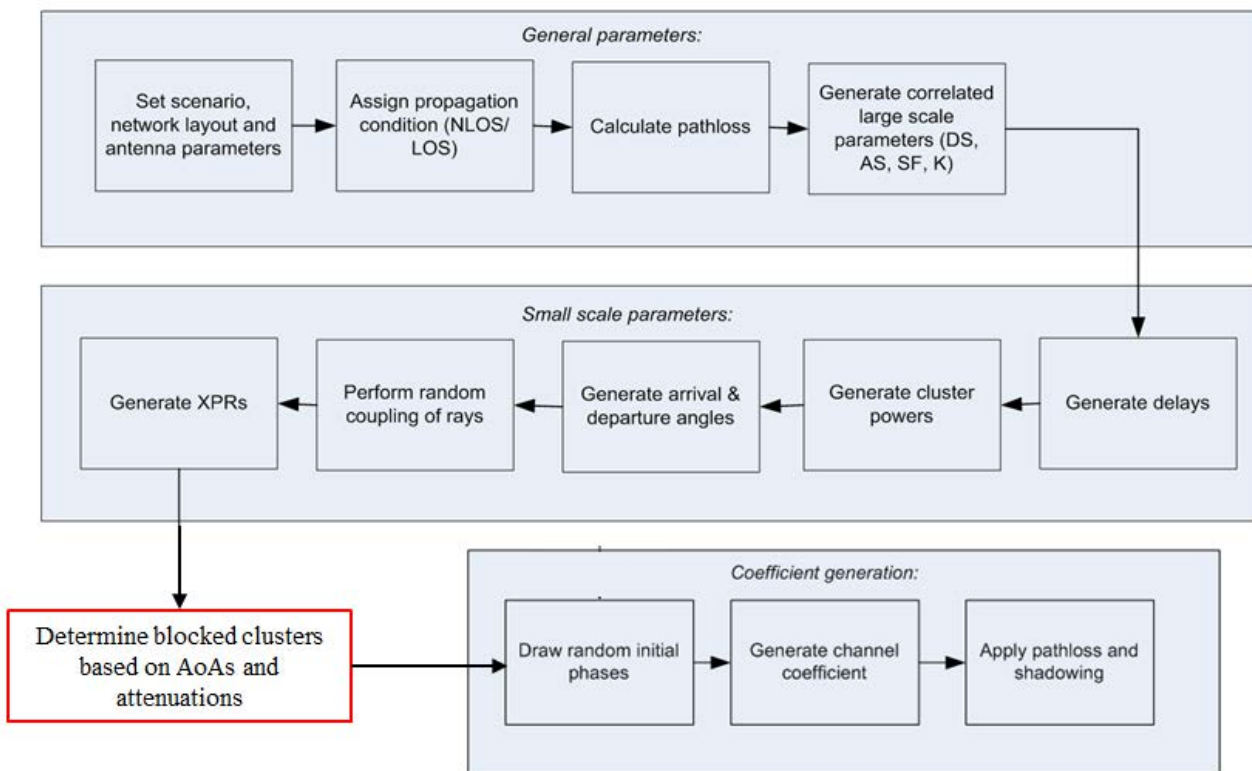 General parameters:
Set scenario,
network layout and
antenna parameters
Assign propagation
condition (NLOS/
LOS)
Calculate pathloss
Generate correlated
large scale
parameters (DS,
AS, SF, K)
Small scale parameters:
Generate XPRs
Perform random
coupling of rays
Generate arrival &
departure angles
Generate cluster
powers
Generate delays
Determine blocked clusters
based on AoAs and
attenuations
Coefficient generation:
Draw random initial
phases
Generate channel
coefficient
Apply pathloss and
shadowing